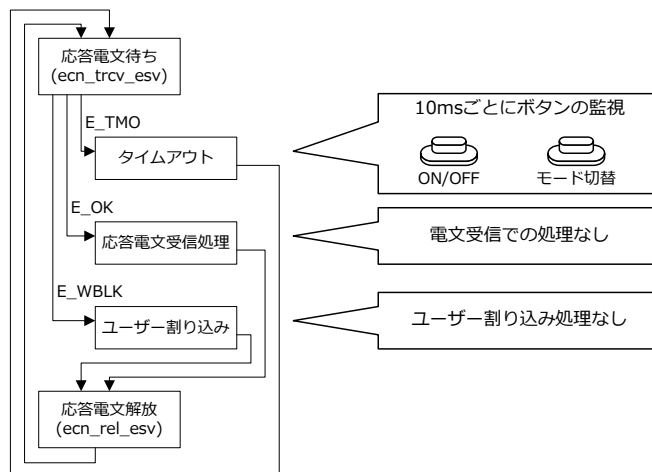 応答電文待ち
(ecn_trcv_esv)
E_TMO
タイムアウト
10msごとにボタンの監視
ON/OFF
モード切替
E_OK
応答電文受信処理
電文受信での処理なし
E_WBLK
ユーザー割り込み
ユーザー割り込み処理なし
応答電文解放
(ecn_rel_esv)